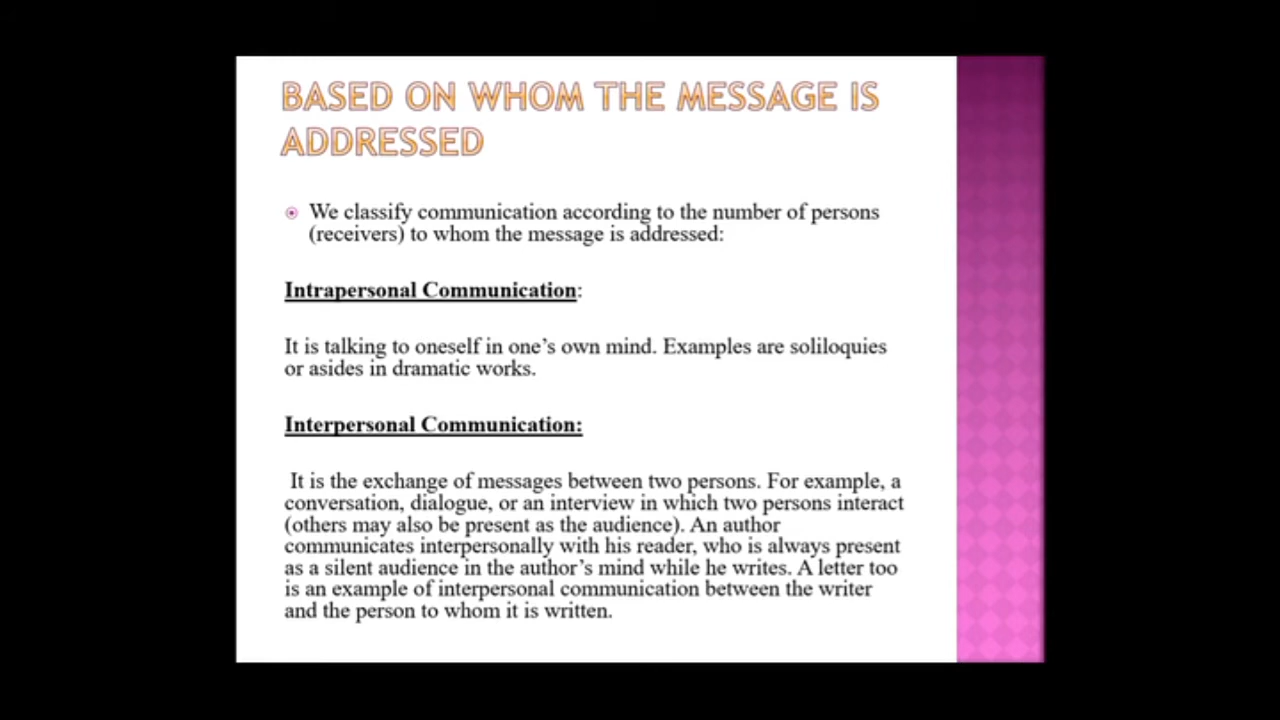 BASED ON WHOM THE MESSAGE IS
ADDRESSED
We classify communication according to the number of persons
(receivers) to whom the message is addressed:
Intrapersonal Communication:
It is talking to oneself in one’s own mind. Examples are soliloquies
or asides in dramatic works.
Interpersonal Communication:
It is the exchange of messages between two persons. For example, a
conversation, dialogue, or an interview in which two persons interact
(others may also be present as the audience). An author
communicates interpersonally with his reader, who is always present
as a silent audience in the author’s mind while he writes. A letter too
is an example of interpersonal communication between the writer
and the person to whom it is written.